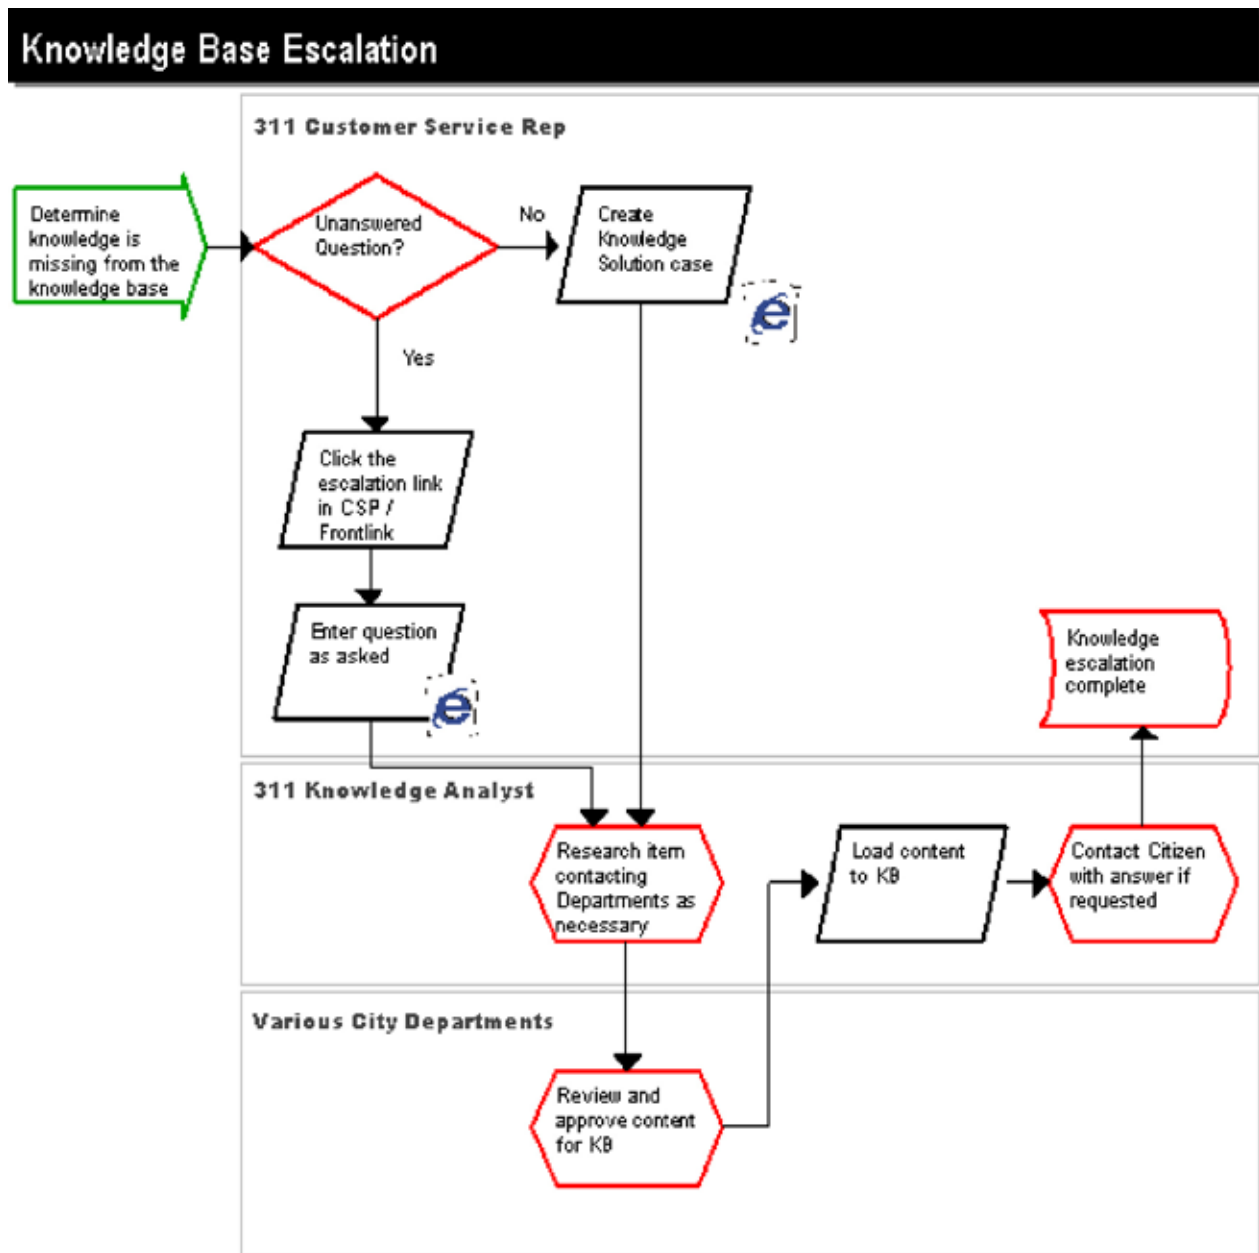 Knowledge Base Escalation
311 Customer Service Rep
Determine
knowledge is
missing from the
knowledge base
Unanswered
Question?
No
Create
Knowledge
Solution case
Yes
Click the
escalation link
in CSP /
Frontlink
Enter question
as asked
Knowledge
escalation
complete
311 Knowledge Analyst
Research item
contacting
Departments as
necessary
Load content
to KB
Contact Citizen
with answer if
requested
Various City Departments
Review and
approve content
for KB